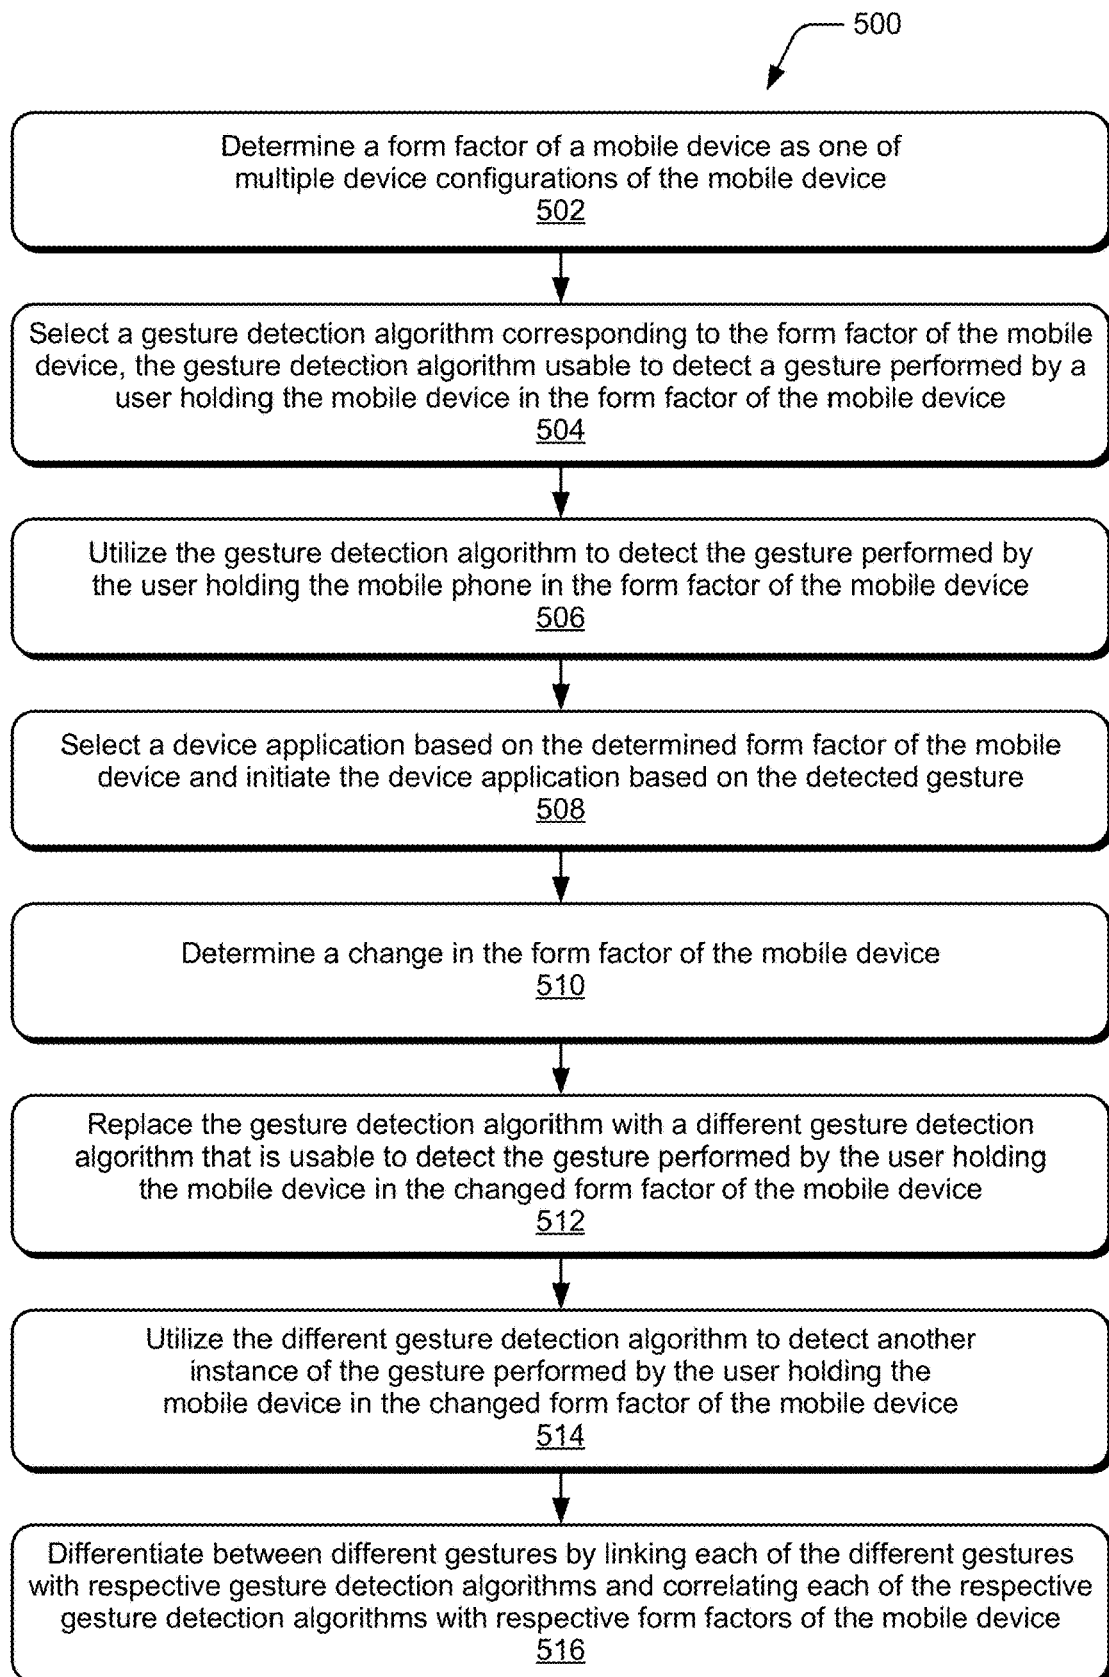 500
Determine a form factor of a mobile device as one of
multiple device configurations of the mobile device
502
Select a gesture detection algorithm corresponding to the form factor of the mobile
device, the gesture detection algorithm usable to detect a gesture performed by a
user holding the mobile device in the form factor of the mobile device
504
Utilize the gesture detection algorithm to detect the gesture performed by
the user holding the mobile phone in the form factor of the mobile device
506
Select a device application based on the determined form factor of the mobile
device and initiate the device application based on the detected gesture
508
Determine a change in the form factor of the mobile device
510
Replace the gesture detection algorithm with a different gesture detection
algorithm that is usable to detect the gesture performed by the user holding
the mobile device in the changed form factor of the mobile device
512
Utilize the different gesture detection algorithm to detect another
instance of the gesture performed by the user holding the
mobile device in the changed form factor of the mobile device
514
Differentiate between different gestures by linking each of the different gestures
with respective gesture detection algorithms and correlating each of the respective
gesture detection algorithms with respective form factors of the mobile device
516